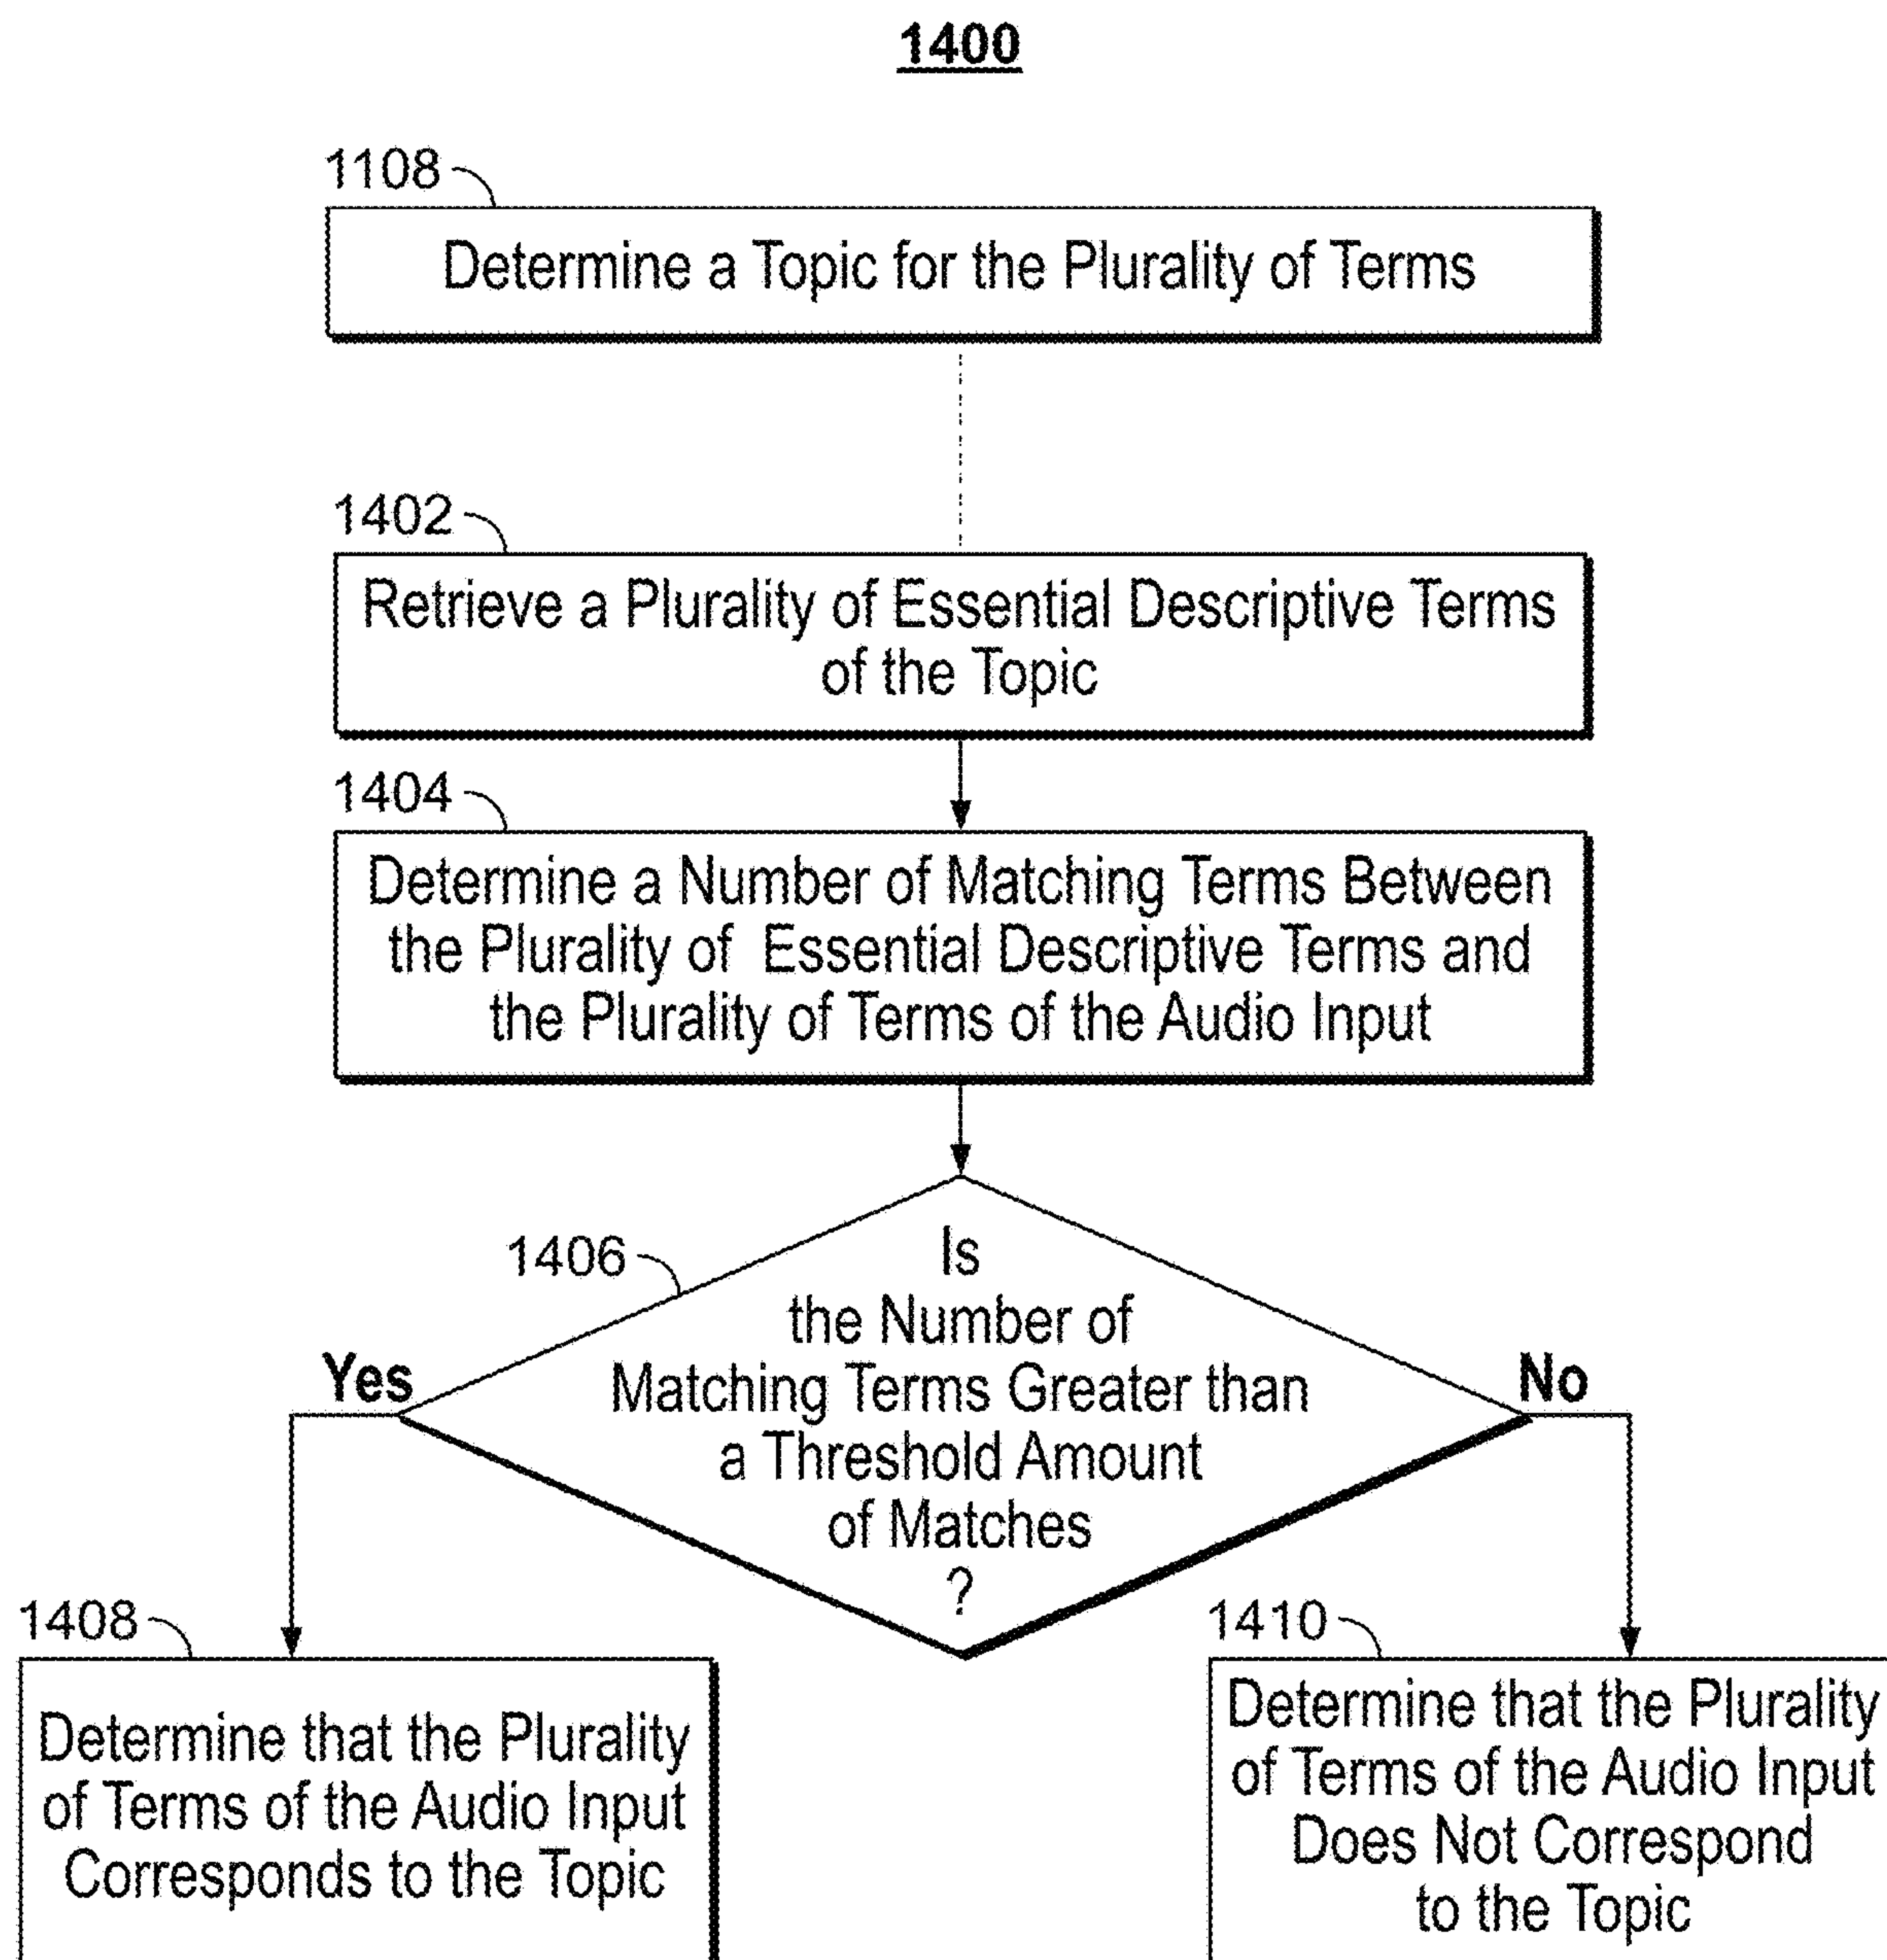 1400
1108
Determine a Topic for the Plurality of Terms
1402
Retrieve a Plurality of Essential Descriptive Terms
of the Topic
1404
Determine a Number of Matching Terms Between
the Plurality of Essential Descriptive Terms and
the Plurality of Terms of the Audio Input
1406
Is
the Number of
Matching Terms Greater than
a Threshold Amount
of Matches
?
Yes
No
1408
Determine that the Plurality
of Terms of the Audio Input
Corresponds to the Topic
1410
Determine that the Plurality
of Terms of the Audio Input
Does Not Correspond
to the Topic